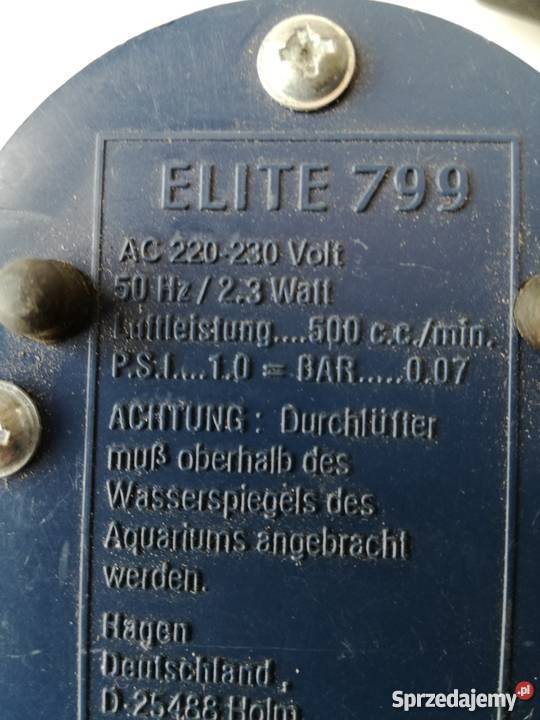 ELITE 799
AC 220-230 Volt
50 Hz / 2.3 Watt
Luftleistung....500 c.c./min.
P.S.I....1.0 = BAR.....0.07
ACHTUNG : Durchlüfter
muß oberhalb des
Wasserspiegels des
Aquariums angebracht
werden.
Hagen
Deutschland,
D-25488 Holm
Sprzedajemy.pl